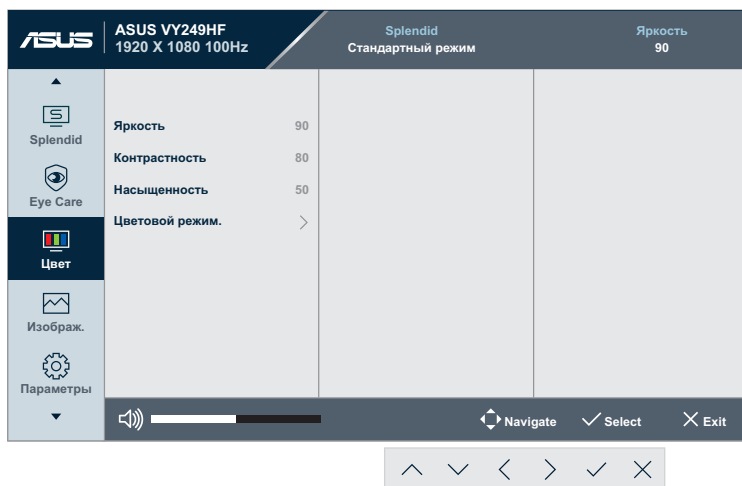 ASUS
ASUS VY249HF
1920 X 1080 100Hz
Splendid
Стандартный режим
Яркость
90
Splendid
Eye Care
Цвет
Изображ.
Параметры
Яркость 90
Контрастность 80
Насыщенность 50
Цветовой режим.
Navigate
Select
Exit